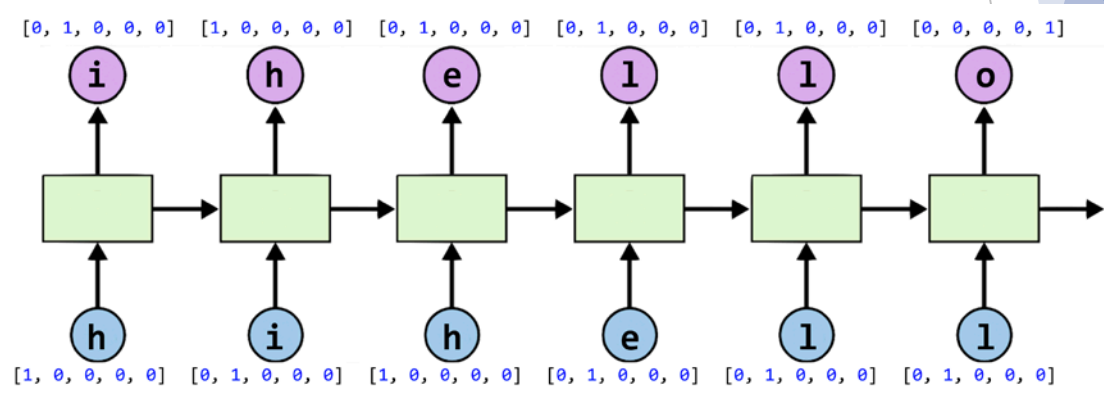 [0, 1, 0, 0, 0] [1, 0, 0, 0, 0] [0, 1, 0, 0, 0] [0, 1, 0, 0, 0] [0, 1, 0, 0, 0] [0, 0, 0, 0, 1]
i h e l l o
h i h e l l
[1, 0, 0, 0, 0] [0, 1, 0, 0, 0] [1, 0, 0, 0, 0] [0, 1, 0, 0, 0] [0, 1, 0, 0, 0] [0, 1, 0, 0, 0]